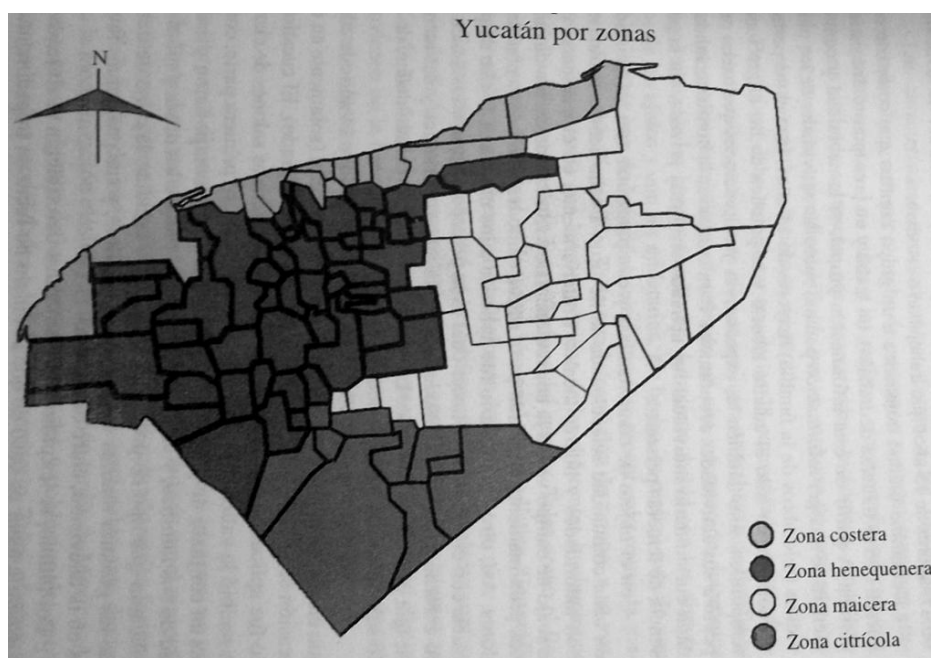 Yucatán por zonas
N
Zona costera
Zona henequenera
Zona maicera
Zona citrícola